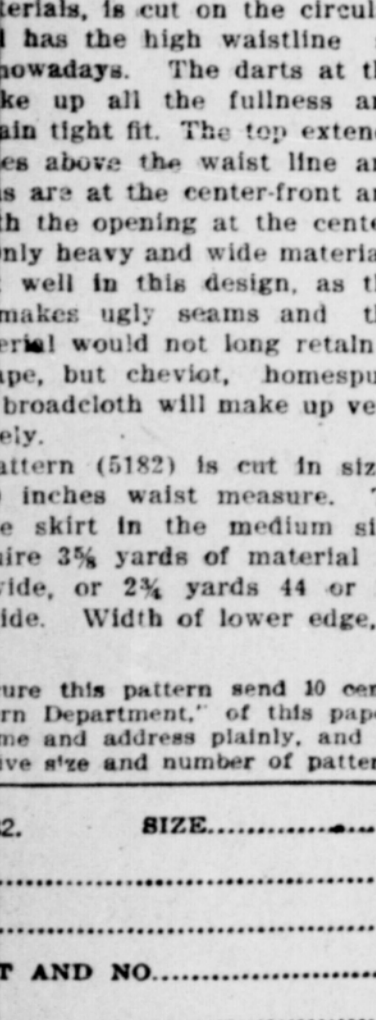 terials, is cut on the circul
has the high waistline
nowadays. The darts at t
ke up all the fullness a
ain tight fit. The top exten
es above the waist line a
s are at the center-front a
h the opening at the cent
nly heavy and wide materia
well in this design, as t
makes ugly seams and t
erial would not long retain
ape, but cheviot, homespu
broadcloth will make up ve
ely.
attern (5182) is cut in siz
inches waist measure. T
e skirt in the medium si
uire 3⅝ yards of material
ide, or 2¾ yards 44 or
ide. Width of lower edge,
ure this pattern send 10 cen
rn Department," of this pap
me and address plainly, and
ive size and number of patter
2. SIZE..................
........................
........................
T AND NO..................